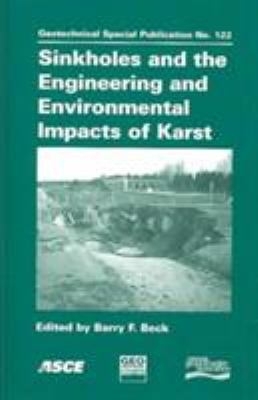 Geotechnical Special Publication No. 122
Sinkholes and the
Engineering and
Environmental
Impacts of Karst
Edited by Barry F. Beck
ASCE
GEO